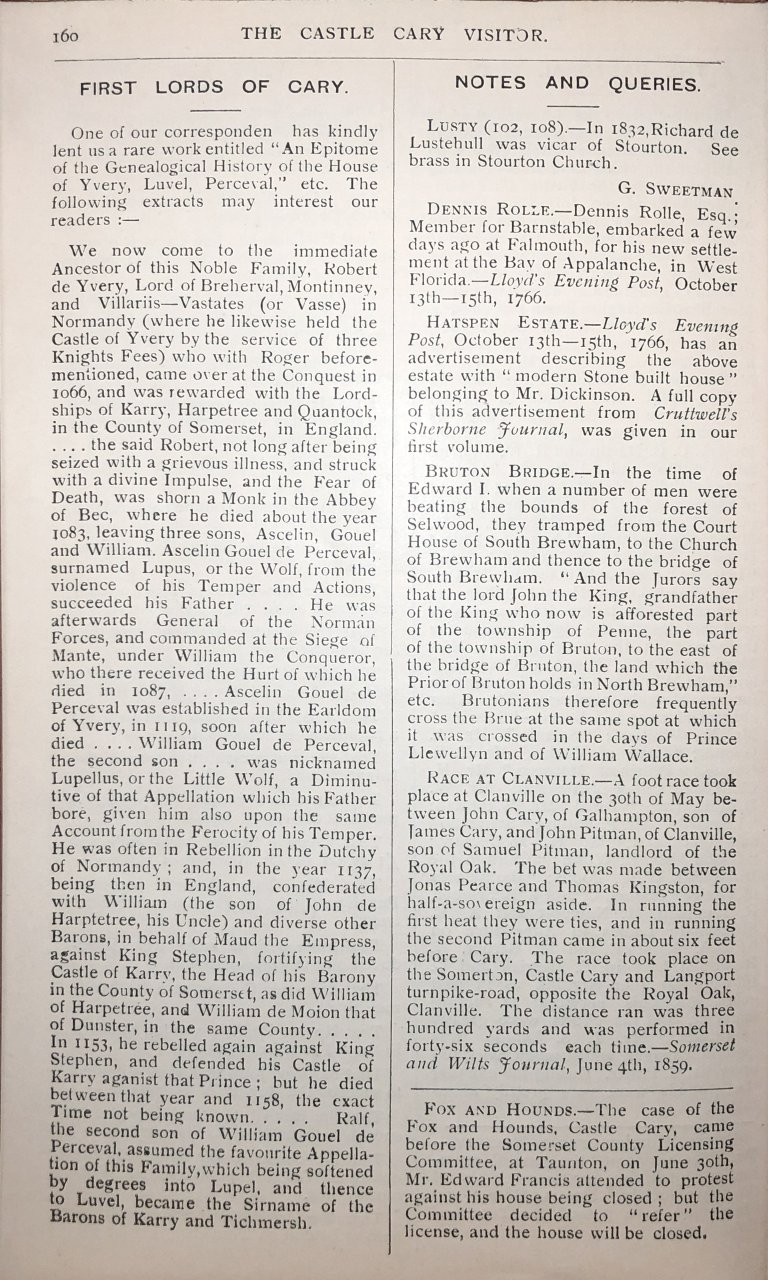 160
THE CASTLE CARY VISITOR.
FIRST LORDS OF CARY.
One of our corresponden has kindly
lent us a rare work entitled "An Epitome
of the Genealogical History of the House
of Yvery, Luvel, Perceval," etc. The
following extracts may interest our
readers :—
We now come to the immediate
Ancestor of this Noble Family, Robert
de Yvery, Lord of Breherval, Montinney,
and Villariis—Vastates (or Vasse) in
Normandy (where he likewise held the
Castle of Yvery by the service of three
Knights Fees) who with Roger before-
mentioned, came over at the Conquest in
1066, and was rewarded with the Lord-
ships of Karry, Harpetree and Quantock,
in the County of Somerset, in England.
. . . . the said Robert, not long after being
seized with a grievous illness, and struck
with a divine Impulse, and the Fear of
Death, was shorn a Monk in the Abbey
of Bec, where he died about the year
1083, leaving three sons, Ascelin, Gouel
and William. Ascelin Gouel de Perceval,
surnamed Lupus, or the Wolf, from the
violence of his Temper and Actions,
succeeded his Father . . . . He was
afterwards General of the Norman
Forces, and commanded at the Siege of
Mante, under William the Conqueror,
who there received the Hurt of which he
died in 1087, . . . . Ascelin Gouel de
Perceval was established in the Earldom
of Yvery, in 1119, soon after which he
died . . . . William Gouel de Perceval,
the second son . . . . was nicknamed
Lupellus, or the Little Wolf, a Diminu-
tive of that Appellation which his Father
bore, given him also upon the same
Account from the Ferocity of his Temper.
He was often in Rebellion in the Dutchy
of Normandy ; and, in the year 1137,
being then in England, confederated
with William (the son of John de
Harptetree, his Uncle) and diverse other
Barons, in behalf of Maud the Empress,
against King Stephen, fortifying the
Castle of Karry, the Head of his Barony
in the County of Somerset, as did William
of Harpetree, and William de Moion that
of Dunster, in the same County. . . . .
In 1153, he rebelled again against King
Stephen, and defended his Castle of
Karry aganist that Prince ; but he died
between that year and 1158, the exact
Time not being known. . . . . Ralf,
the second son of William Gouel de
Perceval, assumed the favourite Appella-
tion of this Family, which being softened
by degrees into Lupel, and thence
to Luvel, became the Sirname of the
Barons of Karry and Tichmersh.
NOTES AND QUERIES.
LUSTY (102, 108).—In 1832, Richard de
Lustehull was vicar of Stourton. See
brass in Stourton Church.
G. SWEETMAN
DENNIS ROLLE.—Dennis Rolle, Esq.;
Member for Barnstable, embarked a few
days ago at Falmouth, for his new settle-
ment at the Bay of Appalanche, in West
Florida.—Lloyd's Evening Post, October
13th—15th, 1766.
HATSPEN ESTATE.—Lloyd's Evening
Post, October 13th—15th, 1766, has an
advertisement describing the above
estate with "modern Stone built house"
belonging to Mr. Dickinson. A full copy
of this advertisement from Cruttwell's
Sherborne Journal, was given in our
first volume.
BRUTON BRIDGE.—In the time of
Edward I. when a number of men were
beating the bounds of the forest of
Selwood, they tramped from the Court
House of South Brewham, to the Church
of Brewham and thence to the bridge of
South Brewham. "And the Jurors say
that the lord John the King, grandfather
of the King who now is afforested part
of the township of Penne, the part
of the township of Bruton, to the east of
the bridge of Bruton, the land which the
Prior of Bruton holds in North Brewham,"
etc. Brutonians therefore frequently
cross the Brue at the same spot at which
it was crossed in the days of Prince
Llewellyn and of William Wallace.
RACE AT CLANVILLE.—A foot race took
place at Clanville on the 30th of May be-
tween John Cary, of Galhampton, son of
James Cary, and John Pitman, of Clanville,
son of Samuel Pitman, landlord of the
Royal Oak. The bet was made between
Jonas Pearce and Thomas Kingston, for
half-a-sovereign aside. In running the
first heat they were ties, and in running
the second Pitman came in about six feet
before Cary. The race took place on
the Somerton, Castle Cary and Langport
turnpike-road, opposite the Royal Oak,
Clanville. The distance ran was three
hundred yards and was performed in
forty-six seconds each time.—Somerset
and Wilts Journal, June 4th, 1859.
FOX AND HOUNDS.—The case of the
Fox and Hounds, Castle Cary, came
before the Somerset County Licensing
Committee, at Taunton, on June 30th,
Mr. Edward Francis attended to protest
against his house being closed ; but the
Committee decided to "refer" the
license, and the house will be closed.